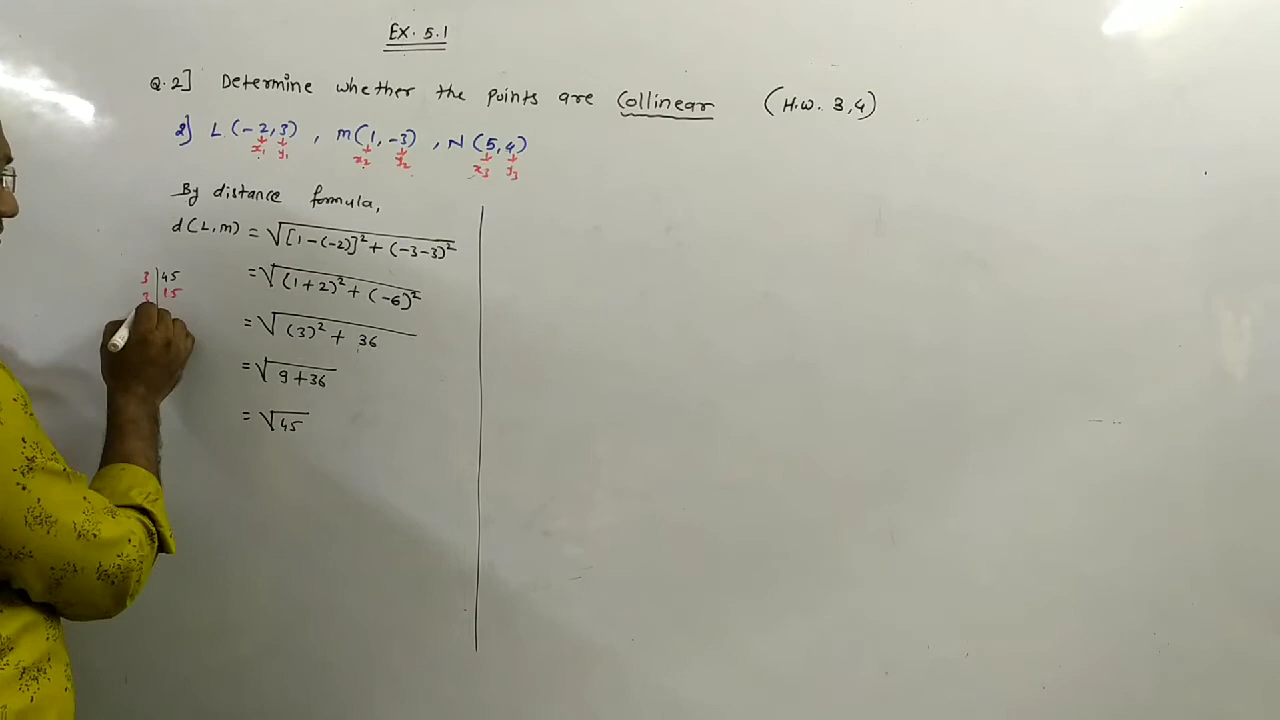 EX. 5.1
Q.2] Determine whether the points are collinear (H.W. 3,4)
2] L(-2,3), M(1,-3), N(5,4)
x₁ y₁ x₂ y₂ x₃ y₃
By distance formula,
d(L,M) = √[1-(-2)]² + (-3-3)²
= √(1+2)² + (-6)²
= √(3)² + 36
= √9+36
= √45
3 | 45
3 | 15